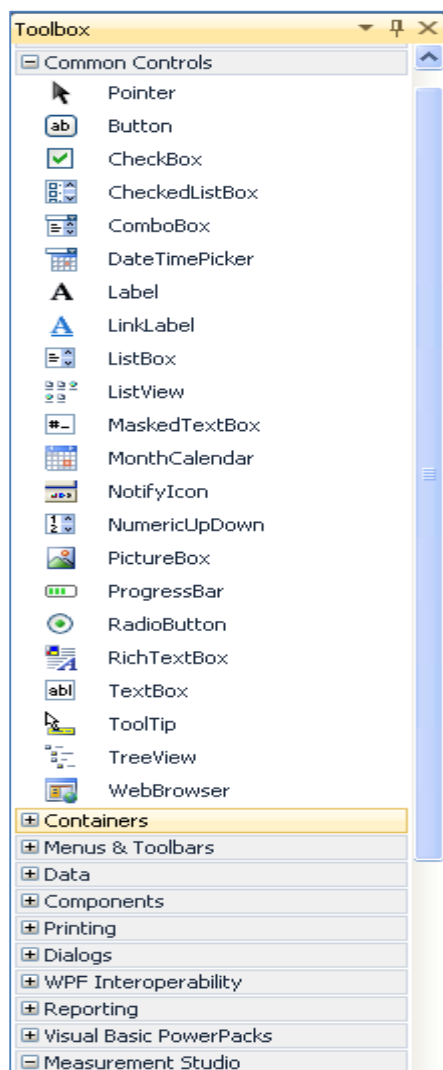 Toolbox
Common Controls
Pointer
Button
CheckBox
CheckedListBox
ComboBox
DateTimePicker
Label
LinkLabel
ListBox
ListView
MaskedTextBox
MonthCalendar
NotifyIcon
NumericUpDown
PictureBox
ProgressBar
RadioButton
RichTextBox
TextBox
ToolTip
TreeView
WebBrowser
Containers
Menus & Toolbars
Data
Components
Printing
Dialogs
WPF Interoperability
Reporting
Visual Basic PowerPacks
Measurement Studio